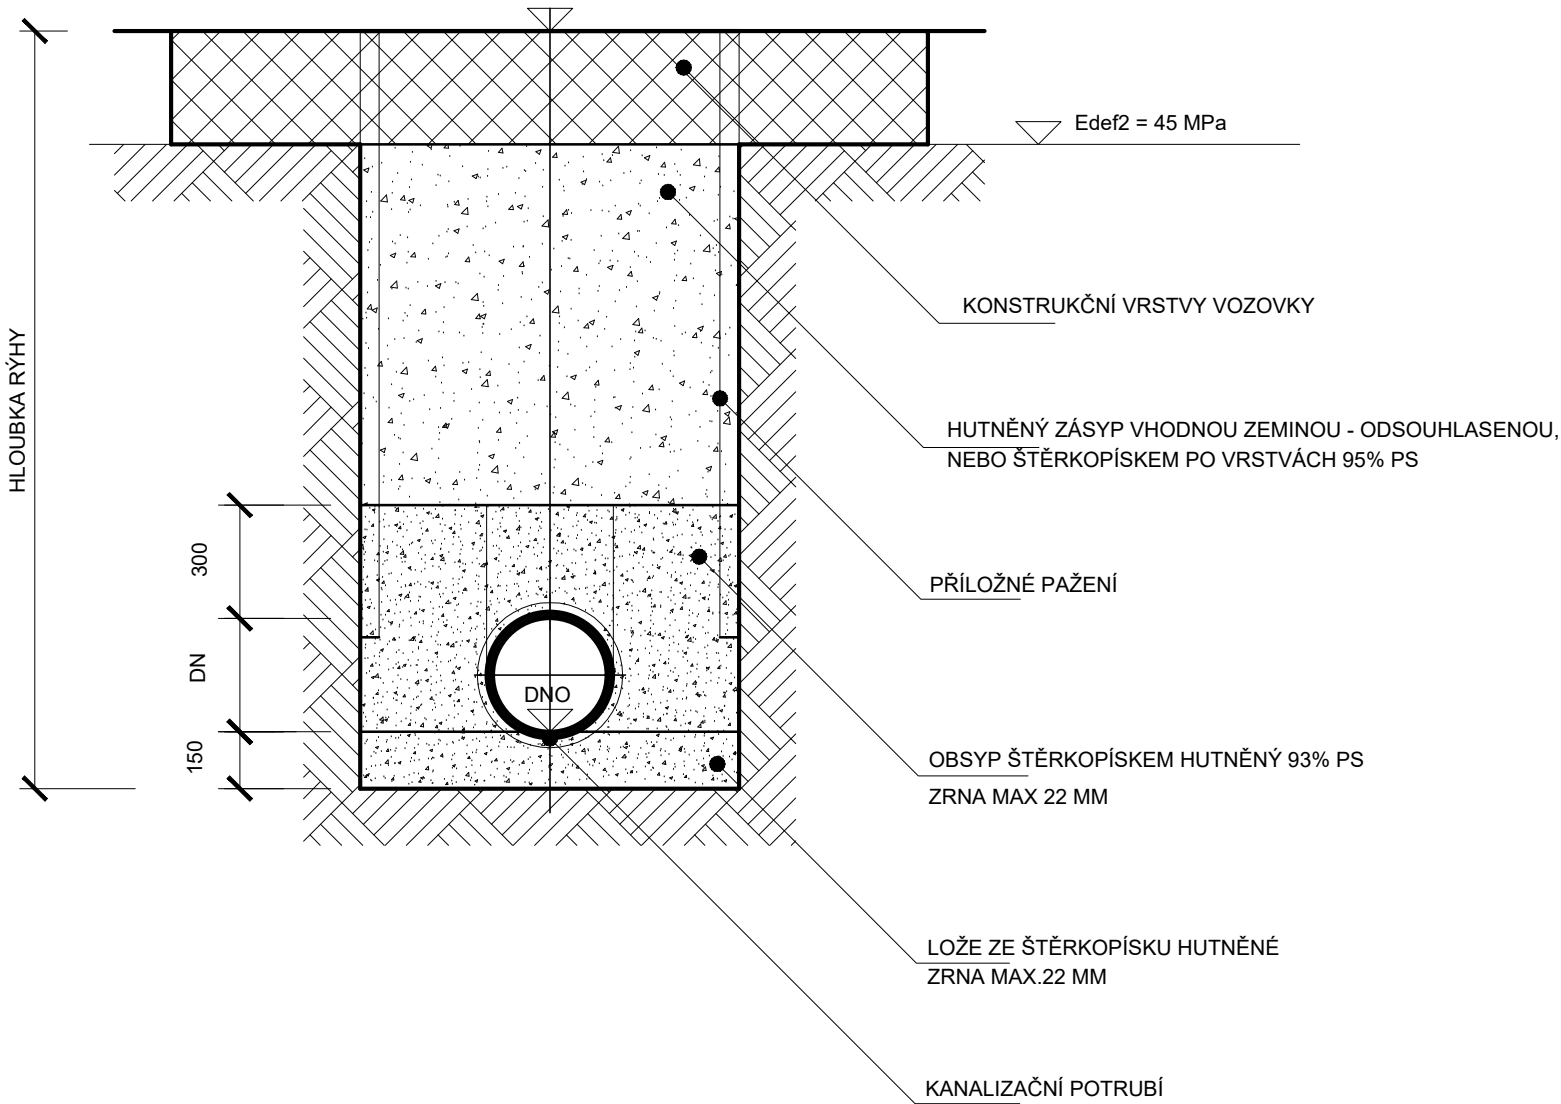 Edef2 = 45 MPa
KONSTRUKČNÍ VRSTVY VOZOVKY
HLOUBKA RÝHY
HUTNĚNÝ ZÁSYP VHODNOU ZEMINOU - ODSOUHLASENOU,
NEBO ŠTĚRKOPÍSKEM PO VRSTVÁCH 95% PS
300
PŘÍLOŽNÉ PAŽENÍ
DN
DNO
150
OBSYP ŠTĚRKOPÍSKEM HUTNĚNÝ 93% PS
ZRNA MAX 22 MM
LOŽE ZE ŠTĚRKOPÍSKU HUTNĚNÉ
ZRNA MAX.22 MM
KANALIZAČNÍ POTRUBÍ